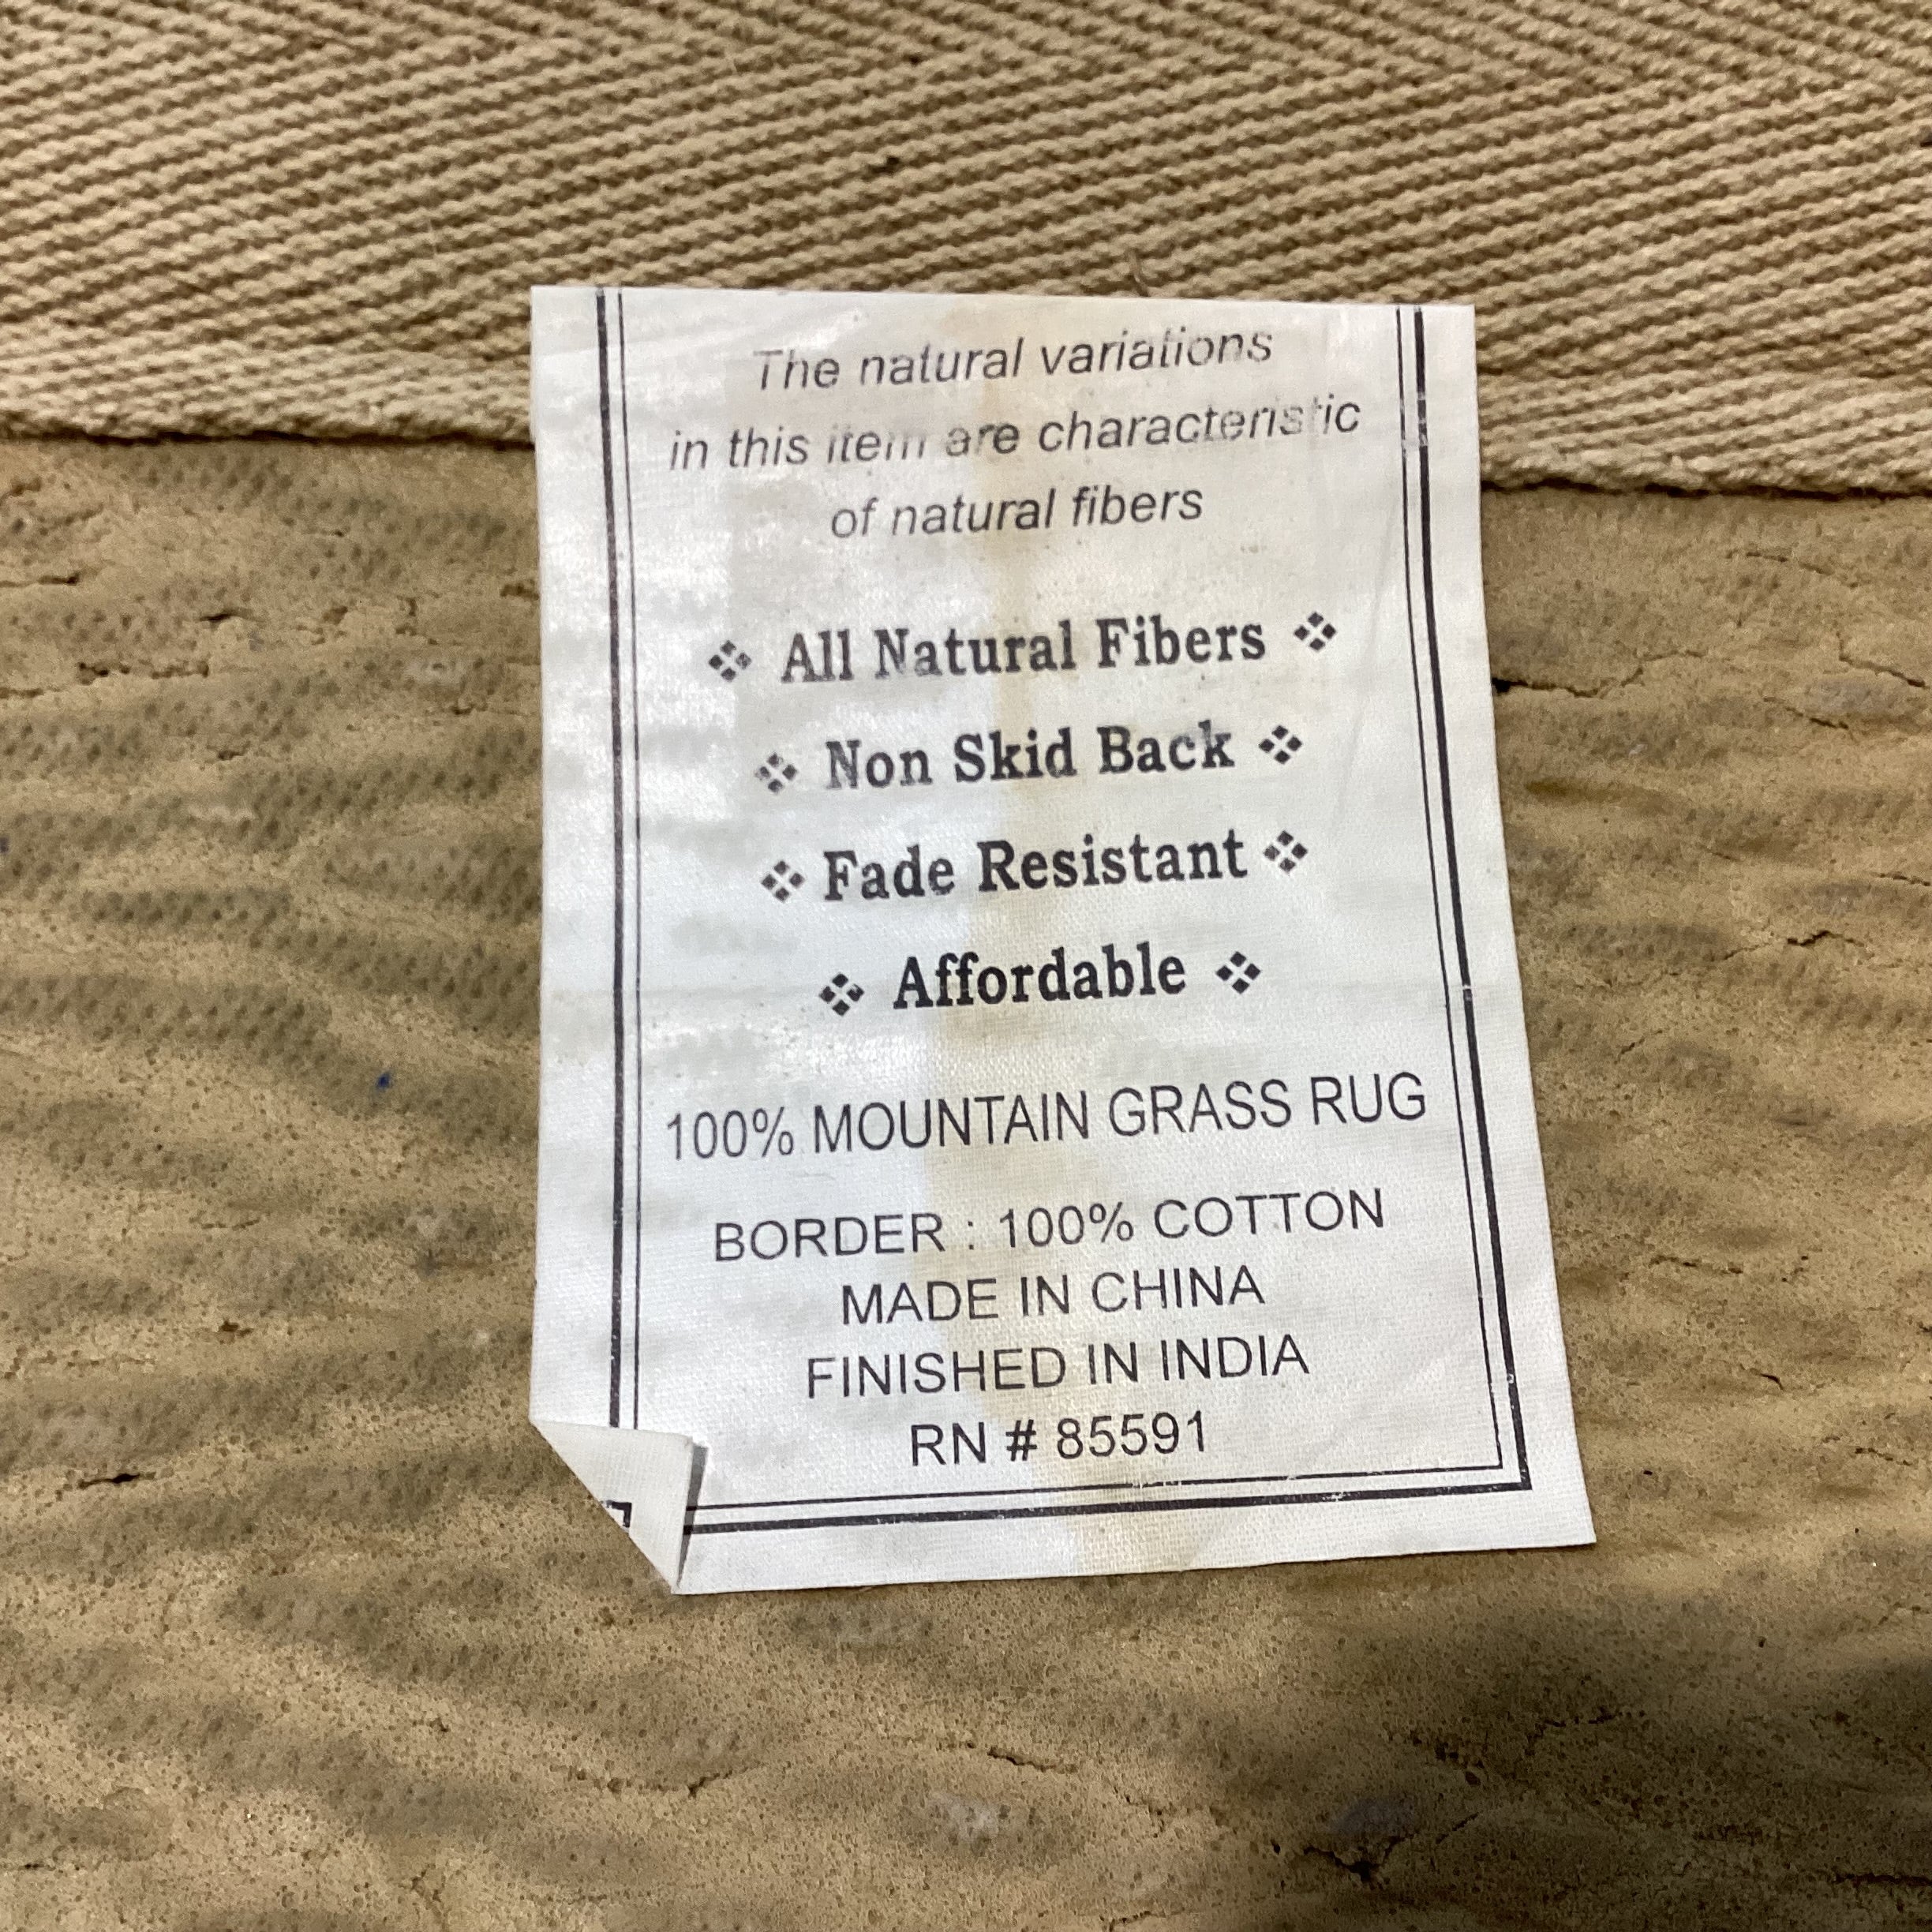 The natural variations
in this item are characteristic
of natural fibers
❖ All Natural Fibers ❖
❖ Non Skid Back ❖
❖ Fade Resistant ❖
❖ Affordable ❖
100% MOUNTAIN GRASS RUG
BORDER : 100% COTTON
MADE IN CHINA
FINISHED IN INDIA
RN # 85591